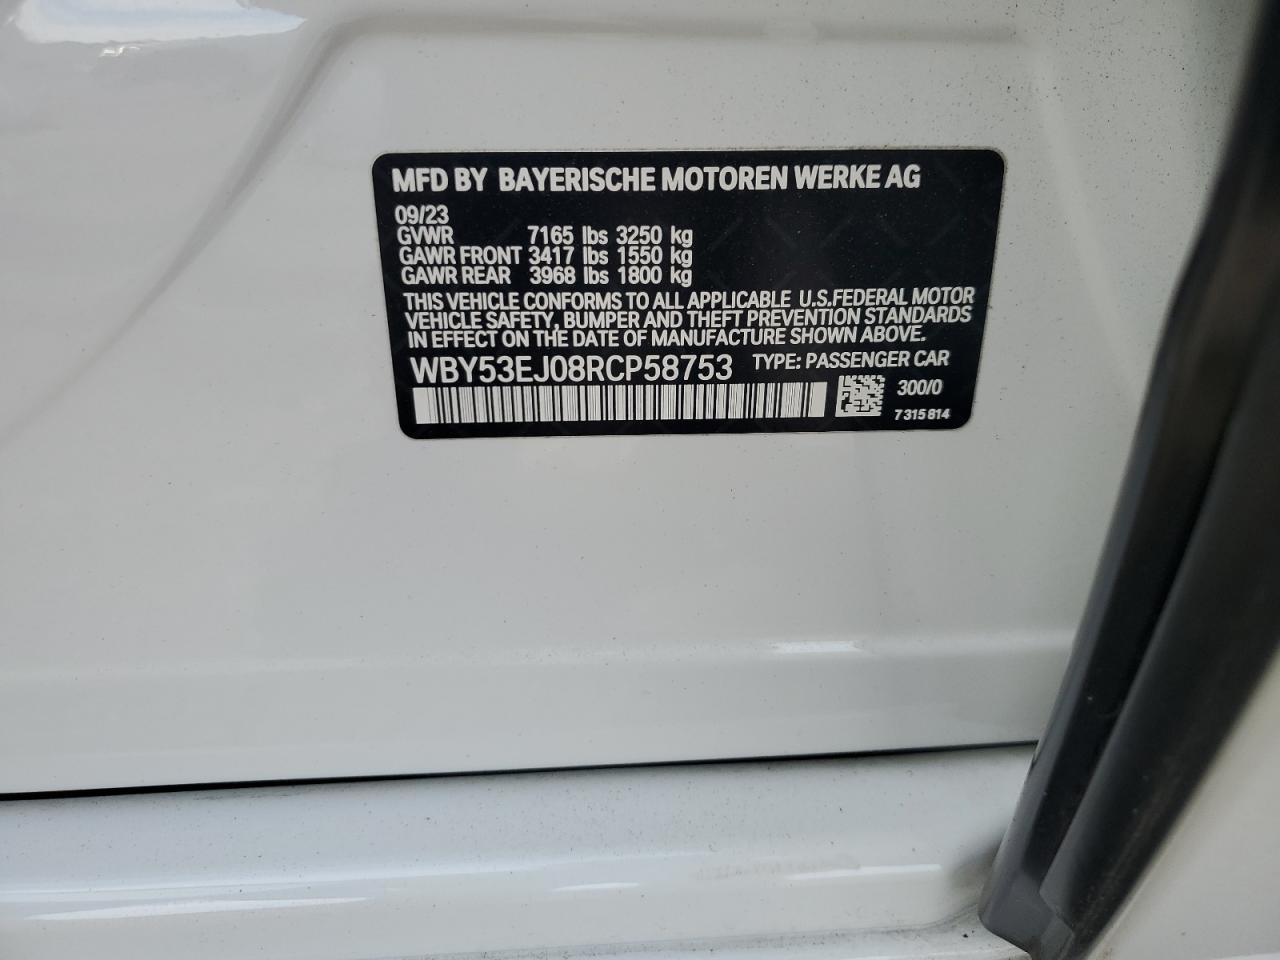 MFD BY BAYERISCHE MOTOREN WERKE AG
09/23
GVWR 7165 lbs 3250 kg
GAWR FRONT 3417 lbs 1550 kg
GAWR REAR 3968 lbs 1800 kg
THIS VEHICLE CONFORMS TO ALL APPLICABLE U.S.FEDERAL MOTOR
VEHICLE SAFETY, BUMPER AND THEFT PREVENTION STANDARDS
IN EFFECT ON THE DATE OF MANUFACTURE SHOWN ABOVE.
WBY53EJ08RCP58753 TYPE: PASSENGER CAR
300/0
7315814